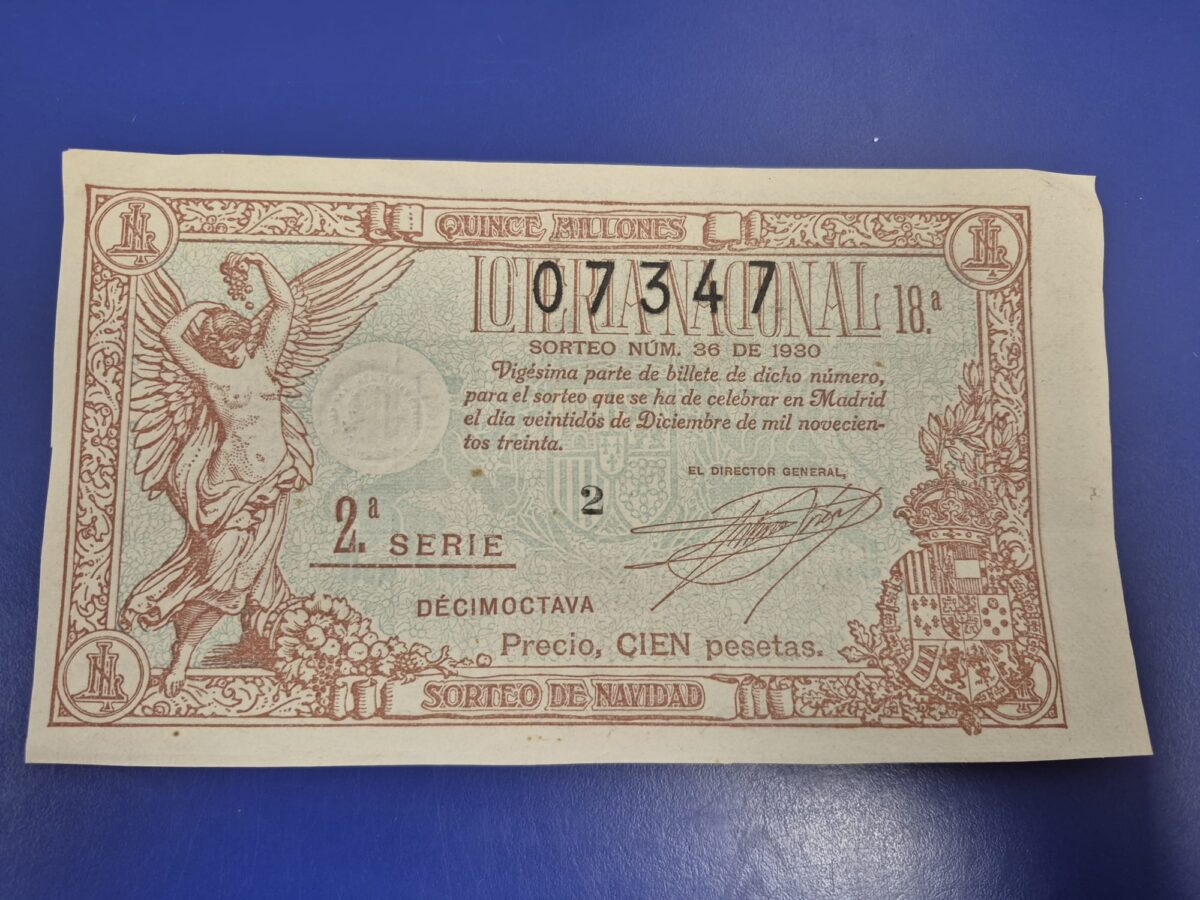 QUINCE MILLONES
LOTERIA NACIONAL
07347
18.ª
SORTEO NÚM. 36 DE 1930
Vigésima parte de billete de dicho número,
para el sorteo que se ha de celebrar en Madrid
el día veintidós de Diciembre de mil novecien-
tos treinta.
EL DIRECTOR GENERAL,
2
2.ª SERIE
DÉCIMOCTAVA
Precio, CIEN pesetas.
SORTEO DE NAVIDAD